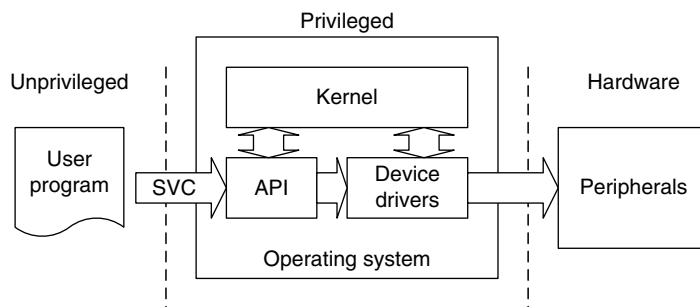 Privileged
Unprivileged
Hardware
Kernel
User
program
SVC
API
Device
drivers
Peripherals
Operating system